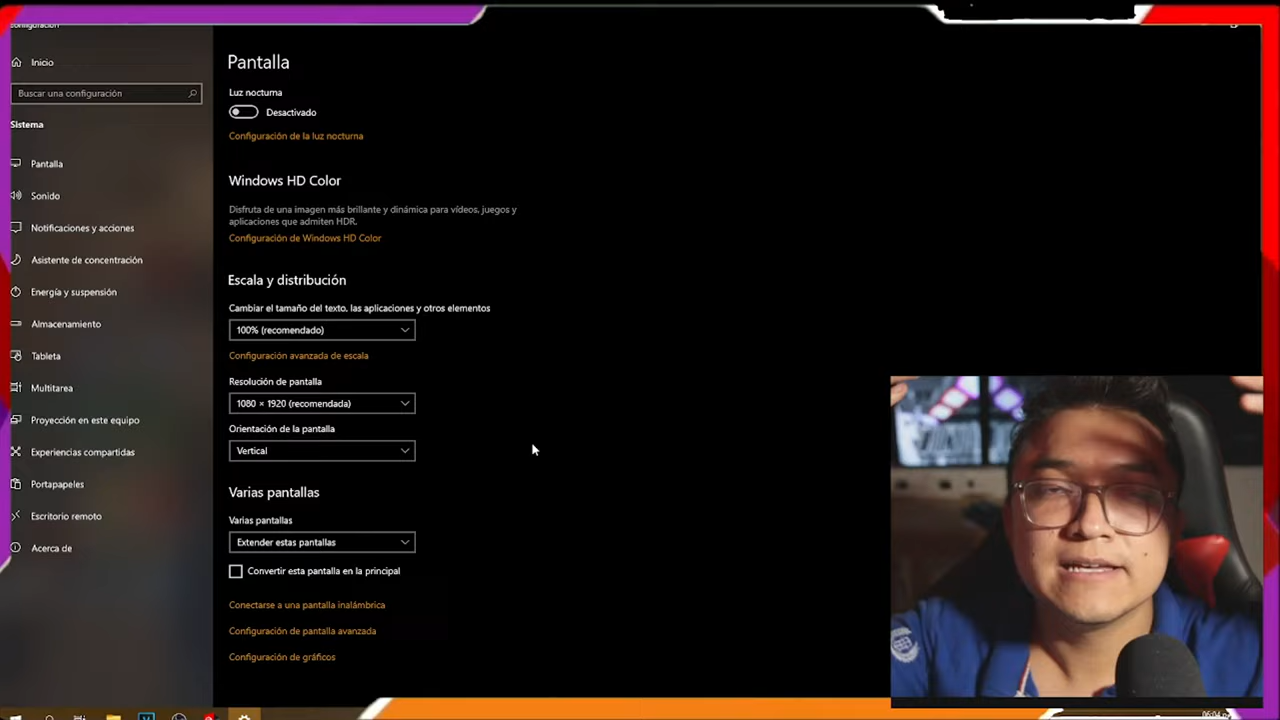 Configuración
Inicio
Buscar una configuración
Sistema
Pantalla
Sonido
Notificaciones y acciones
Asistente de concentración
Energía y suspensión
Almacenamiento
Tableta
Multitarea
Proyección en este equipo
Experiencias compartidas
Portapapeles
Escritorio remoto
Acerca de
Pantalla
Luz nocturna
Desactivado
Configuración de la luz nocturna
Windows HD Color
Disfruta de una imagen más brillante y dinámica para vídeos, juegos y
aplicaciones que admiten HDR.
Configuración de Windows HD Color
Escala y distribución
Cambiar el tamaño del texto, las aplicaciones y otros elementos
100% (recomendado)
Configuración avanzada de escala
Resolución de pantalla
1080 × 1920 (recomendada)
Orientación de la pantalla
Vertical
Varias pantallas
Varias pantallas
Extender estas pantallas
Convertir esta pantalla en la principal
Conectarse a una pantalla inalámbrica
Configuración de pantalla avanzada
Configuración de gráficos